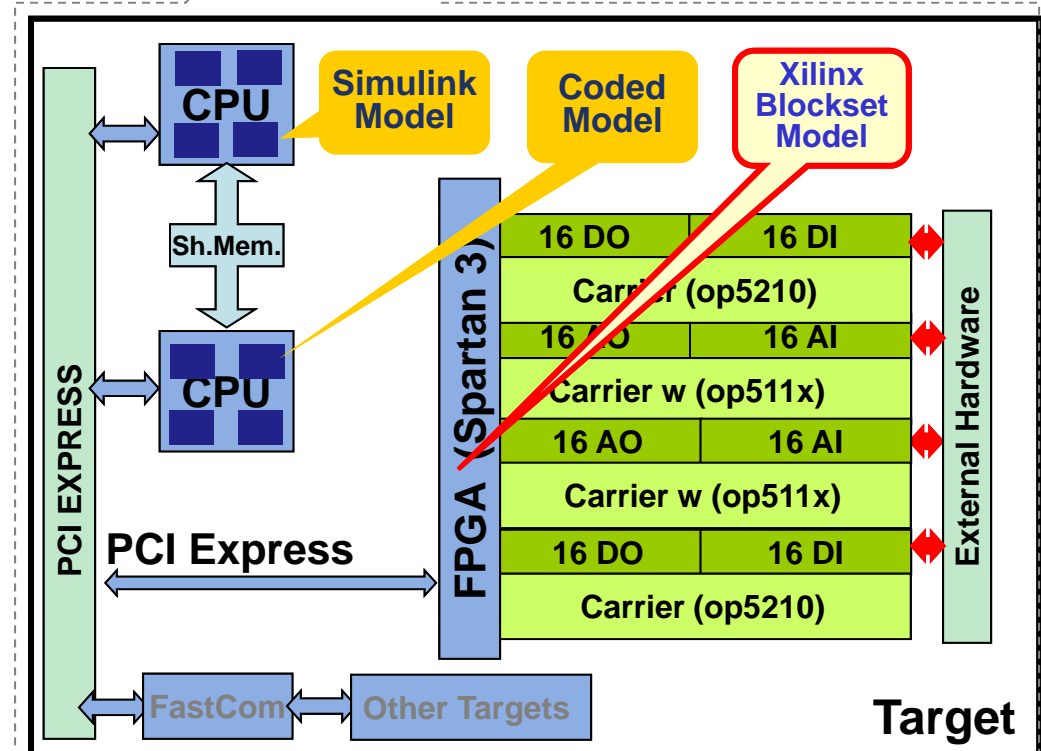 CPU
Simulink
Model
Coded
Model
Xilinx
Blockset
Model
Sh.Mem.
CPU
PCI EXPRESS
PCI Express
FPGA (Spartan 3)
16 DO
16 DI
Carrier (op5210)
16 AO
16 AI
Carrier w (op511x)
16 AO
16 AI
Carrier w (op511x)
16 DO
16 DI
Carrier (op5210)
External Hardware
FastCom
Other Targets
Target